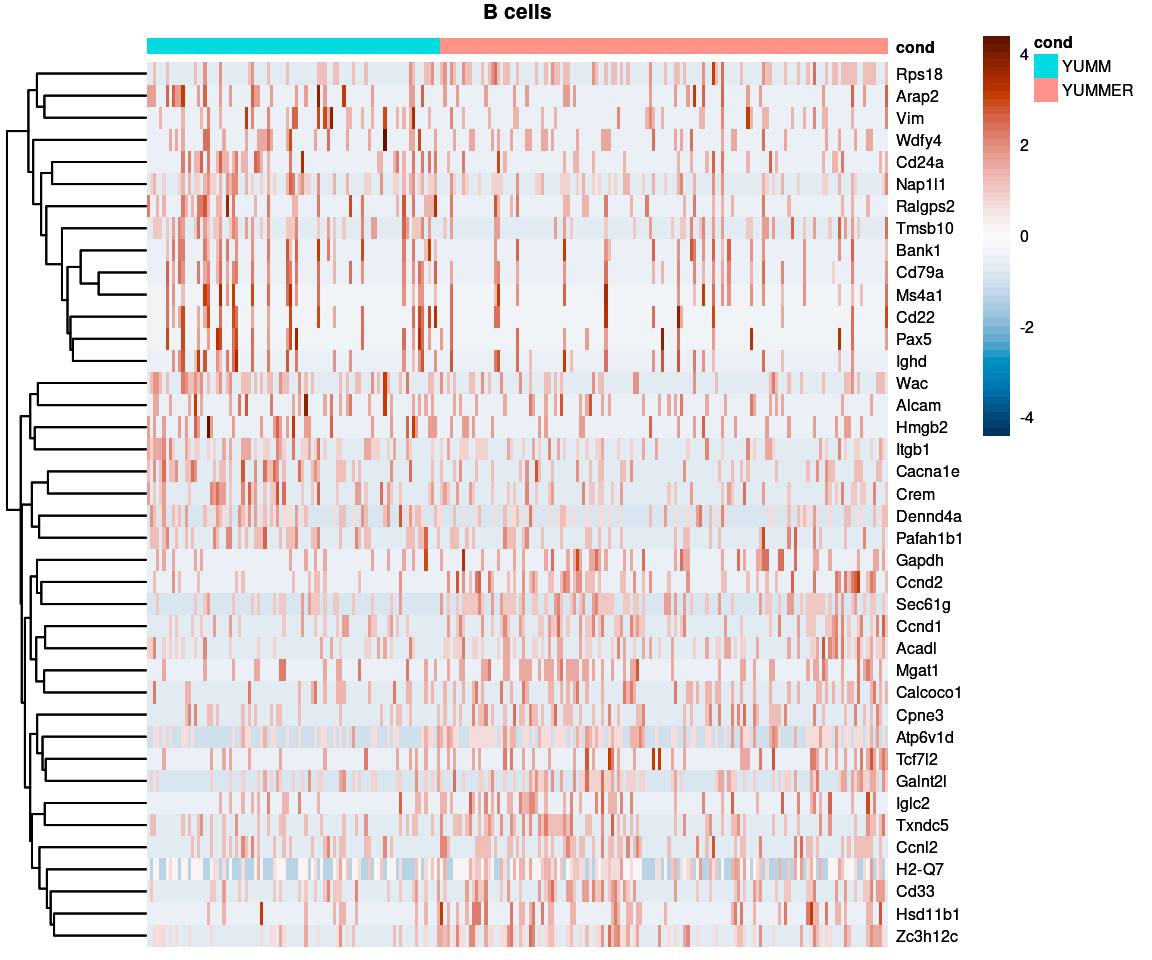 B cells
cond
Rps18
Arap2
Vim
Wdfy4
Cd24a
Nap1l1
Ralgps2
Tmsb10
Bank1
Cd79a
Ms4a1
Cd22
Pax5
Ighd
Wac
Alcam
Hmgb2
Itgb1
Cacna1e
Crem
Dennd4a
Pafah1b1
Gapdh
Ccnd2
Sec61g
Ccnd1
Acadl
Mgat1
Calcoco1
Cpne3
Atp6v1d
Tcf7l2
Galnt2l
Iglc2
Txndc5
Ccnl2
H2-Q7
Cd33
Hsd11b1
Zc3h12c
4
2
0
-2
-4
cond
YUMM
YUMMER